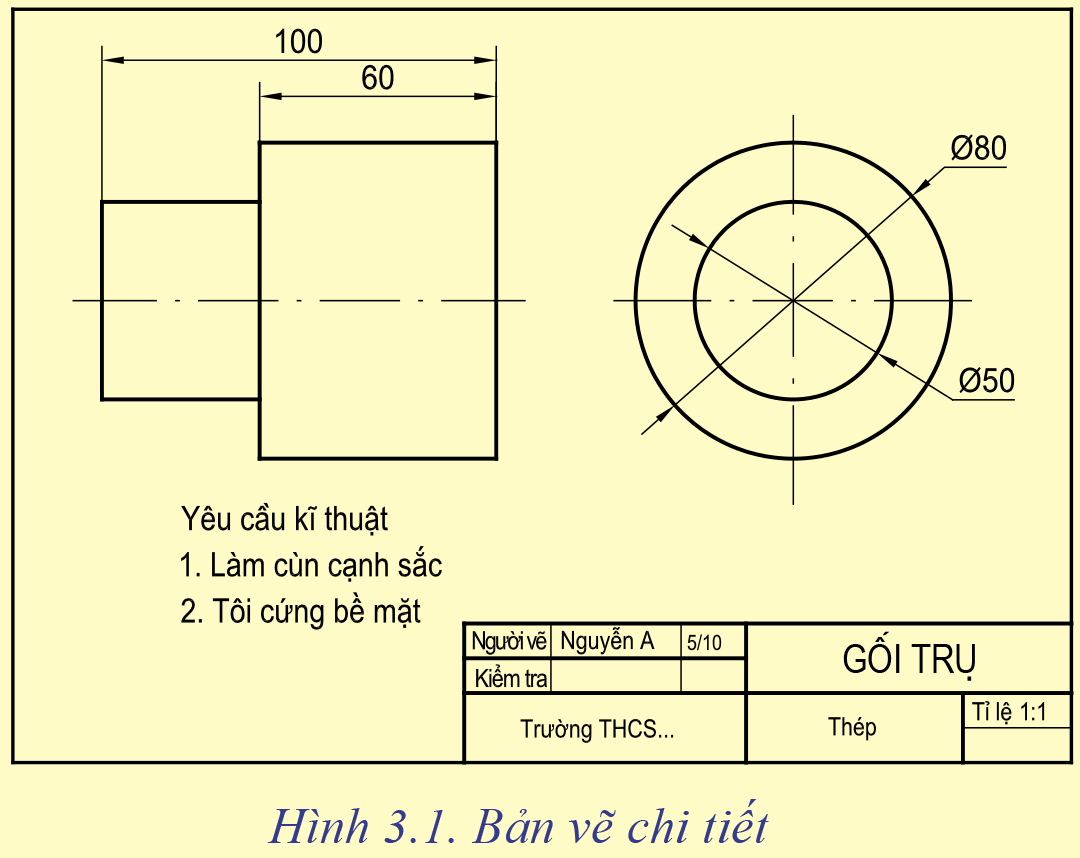 100
60
Ø80
Ø50
Yêu cầu kĩ thuật
1. Làm cùn cạnh sắc
2. Tôi cứng bề mặt
Người vẽ Nguyễn A 5/10
Kiểm tra
GỐI TRỤ
Trường THCS...
Thép
Tỉ lệ 1:1
Hình 3.1. Bản vẽ chi tiết